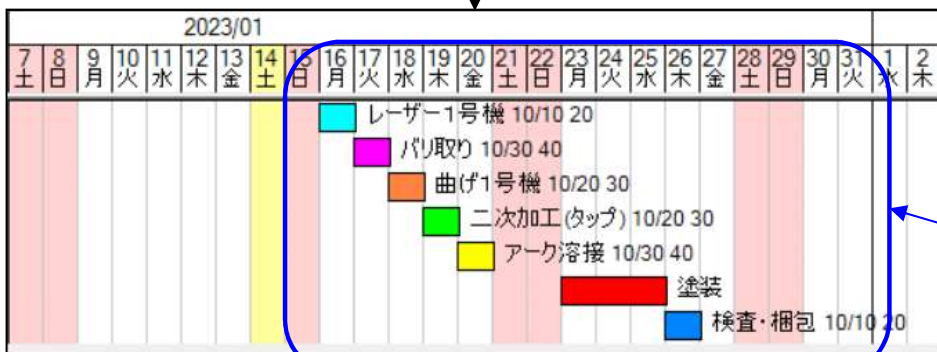 2023/01
7 8 9 10 11 12 13 14 15 16 17 18 19 20 21 22 23 24 25 26 27 28 29 30 31 1 2
土 日 月 火 水 木 金 土 日 月 火 水 木 金 土 日 月 火 水 木 金 土 日 月 火 水 木
レーザー1号機 10/10 20
バリ取り 10/30 40
曲げ1号機 10/20 30
二次加工(タップ) 10/20 30
アーク溶接 10/30 40
塗装
検査・梱包 10/10 20